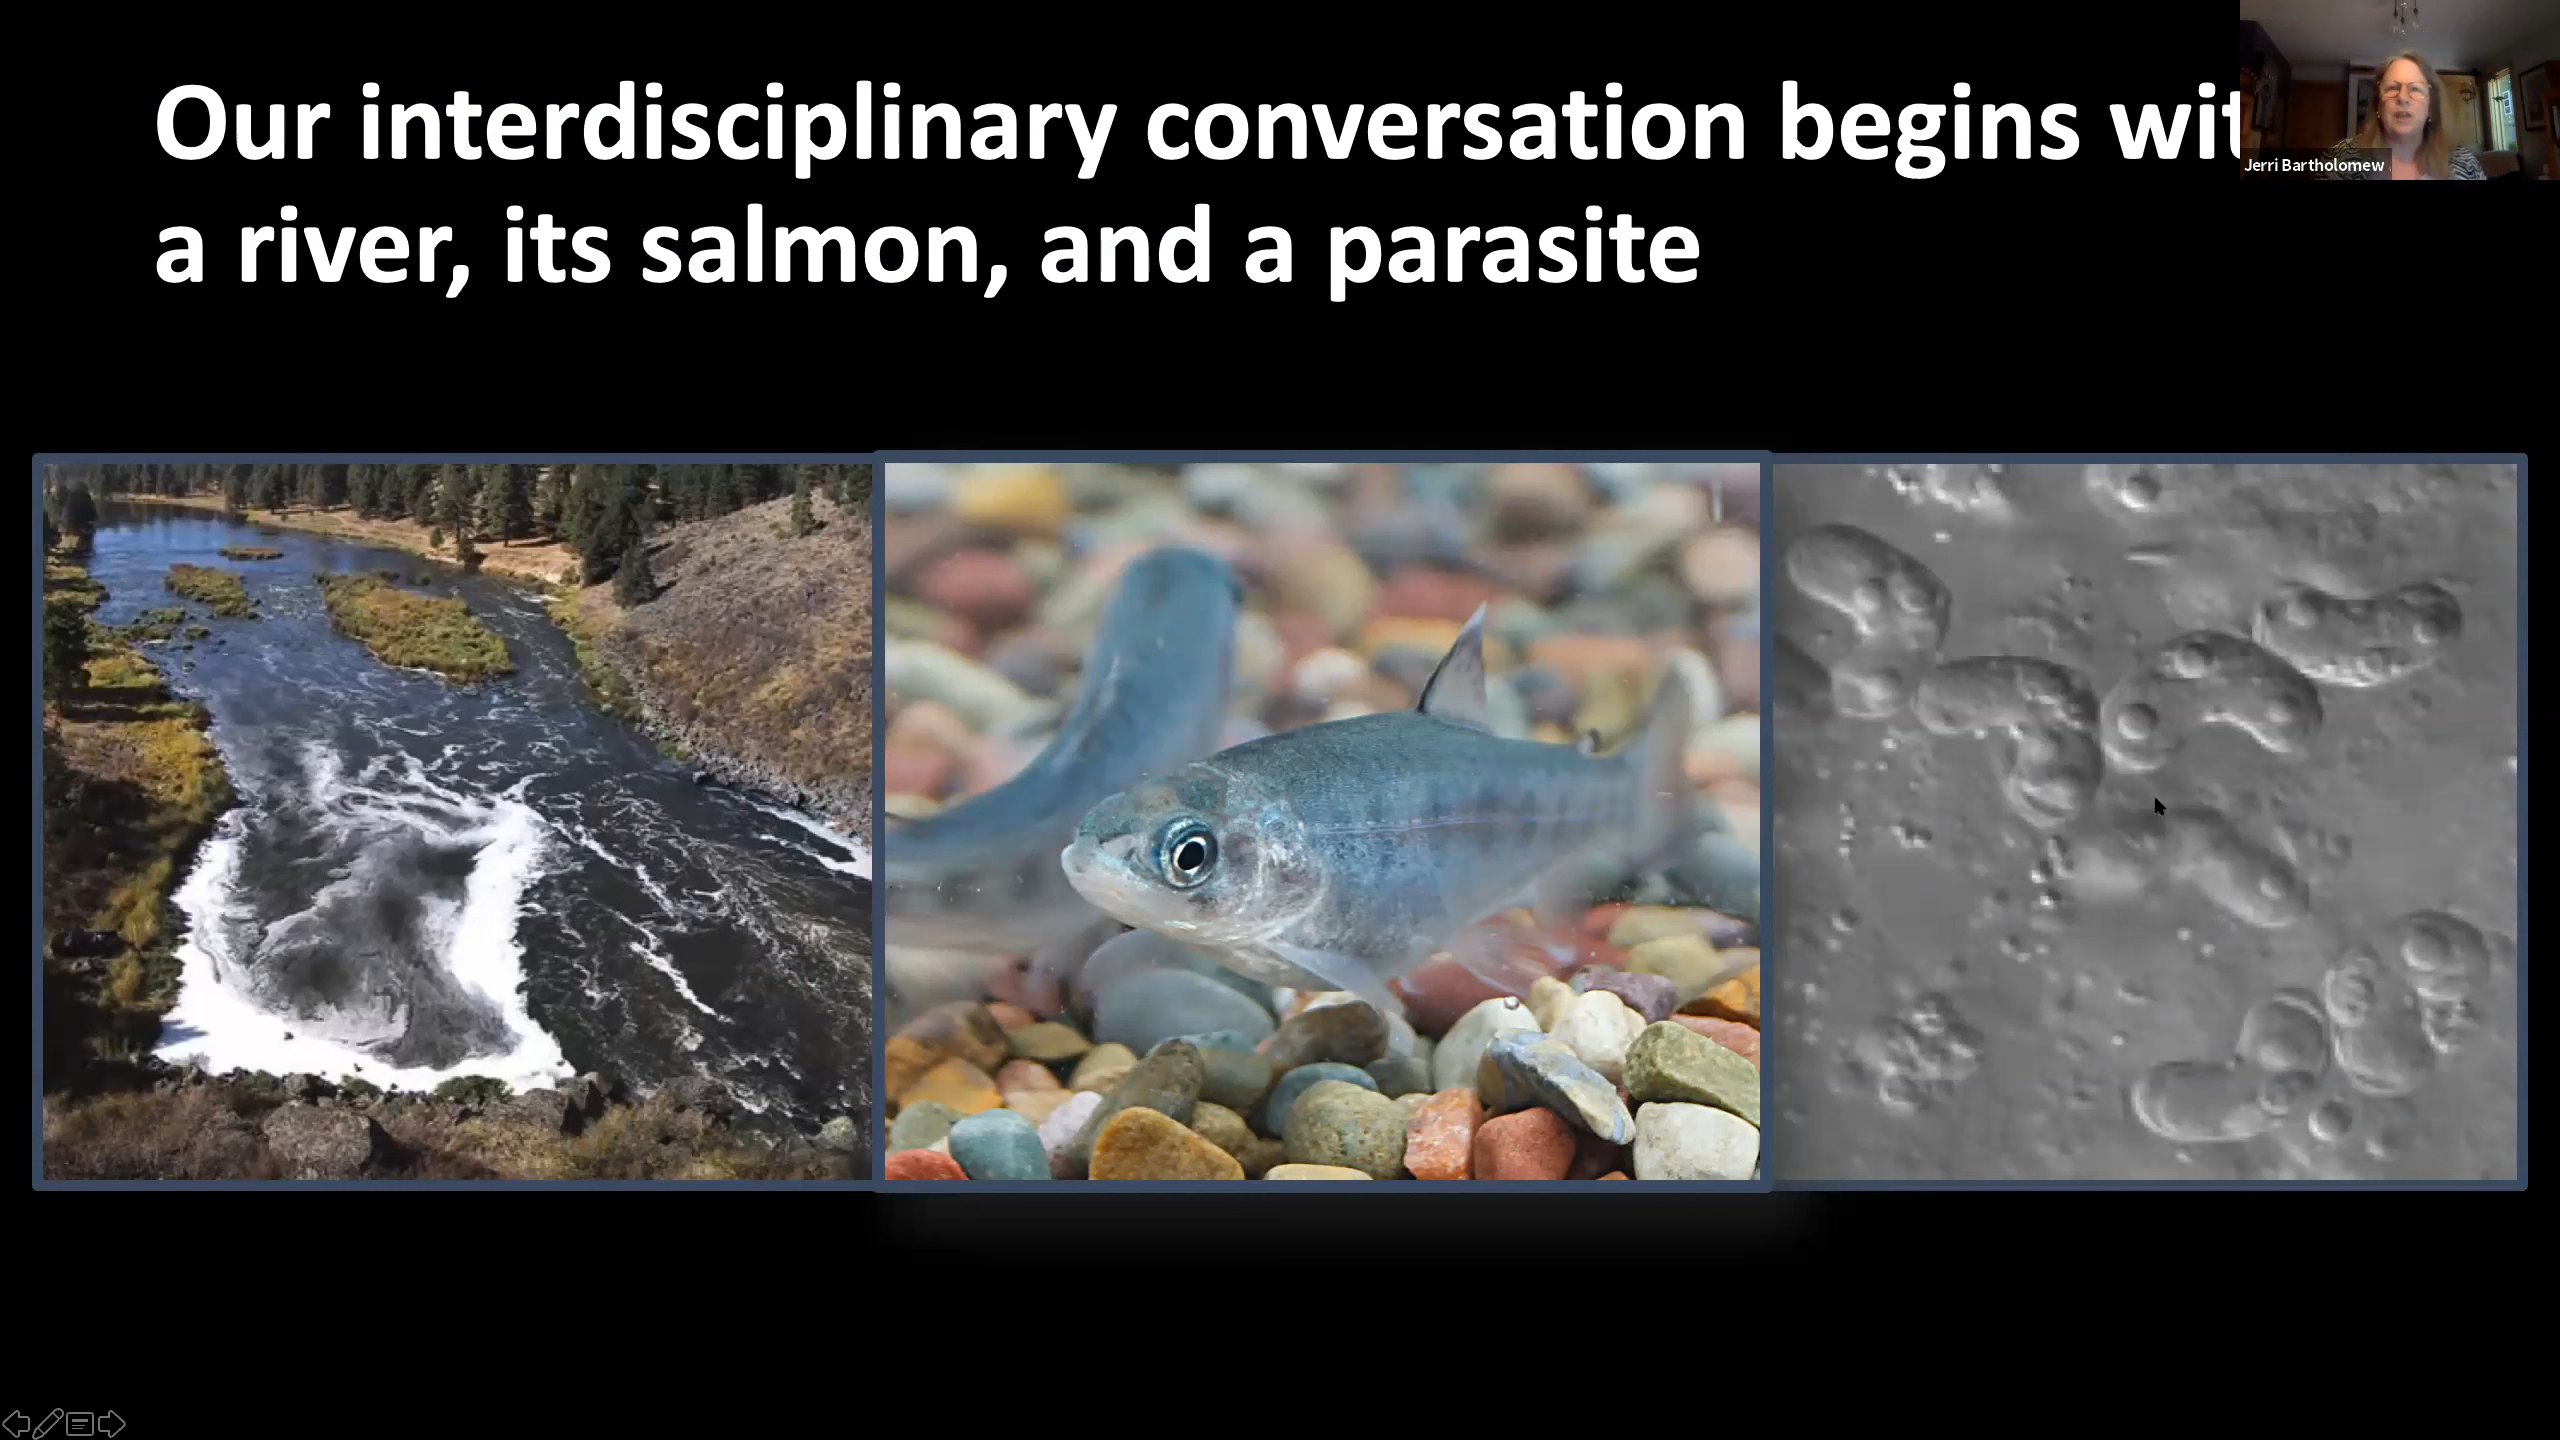 Our interdisciplinary conversation begins wit
a river, its salmon, and a parasite
Jerri Bartholomew